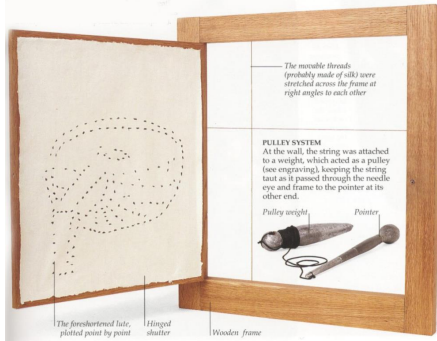 The movable threads
(probably made of silk) were
stretched across the frame at
right angles to each other
PULLEY SYSTEM
At the wall, the string was attached
to a weight, which acted as a pulley
(see engraving), keeping the string
taut as it passed through the needle
eye and frame to the pointer at its
other end.
Pulley weight
Pointer
The foreshortened lute,
plotted point by point
Hinged
shutter
Wooden frame